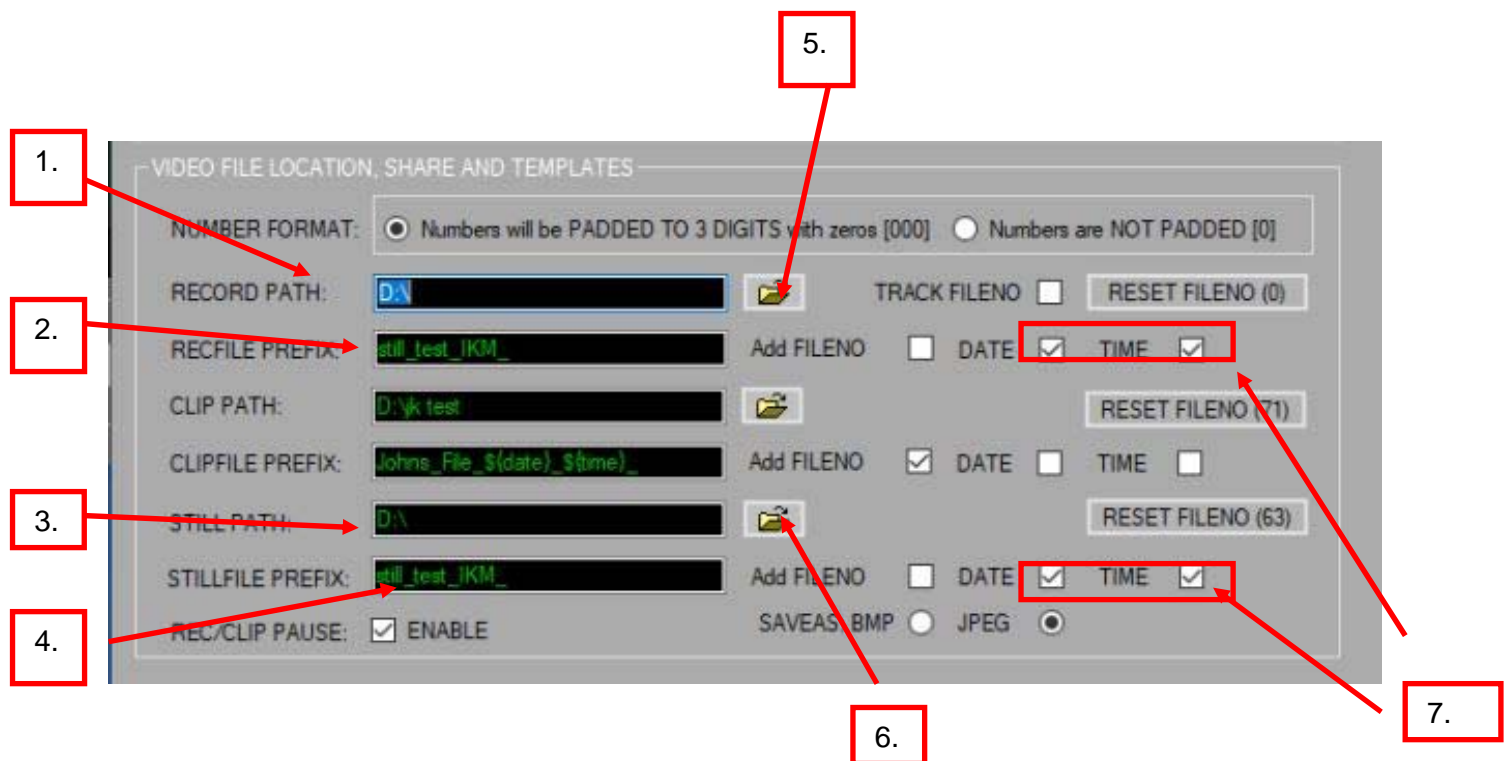 5.
1.
VIDEO FILE LOCATION, SHARE AND TEMPLATES
NUMBER FORMAT: Numbers will be PADDED TO 3 DIGITS with zeros [000] Numbers are NOT PADDED [0]
RECORD PATH: D:\ TRACK FILENO RESET FILENO (0)
2.
RECFILE PREFIX: still_test_IKM_ Add FILENO DATE TIME
CLIP PATH: D:\jk test RESET FILENO (71)
CLIPFILE PREFIX: Johns_File_$(date)_$(time)_ Add FILENO DATE TIME
3.
STILL PATH: D:\ RESET FILENO (63)
STILLFILE PREFIX: still_test_IKM_ Add FILENO DATE TIME
4.
REC/CLIP PAUSE: ENABLE SAVEAS: BMP JPEG
7.
6.